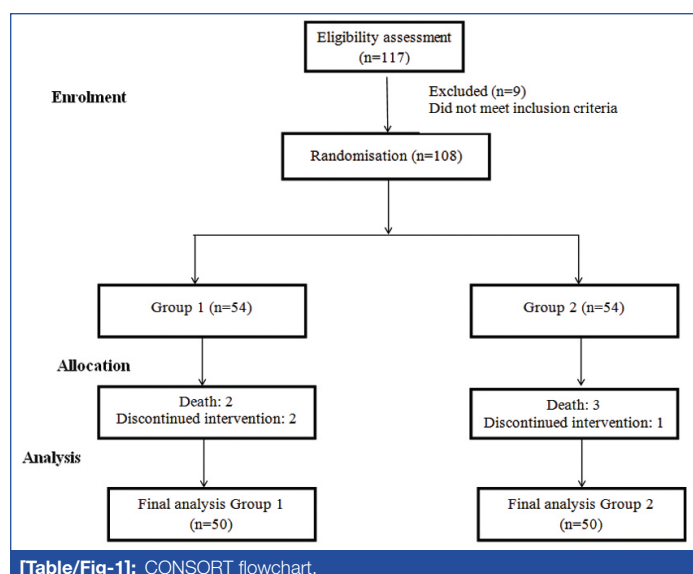 Eligibility assessment
(n=117)
Enrolment
Excluded (n=9)
Did not meet inclusion criteria
Randomisation (n=108)
Group 1 (n=54)
Group 2 (n=54)
Allocation
Death: 2
Discontinued intervention: 2
Death: 3
Discontinued intervention: 1
Analysis
Final analysis Group 1
(n=50)
Final analysis Group 2
(n=50)
[Table/Fig-1]: CONSORT flowchart.